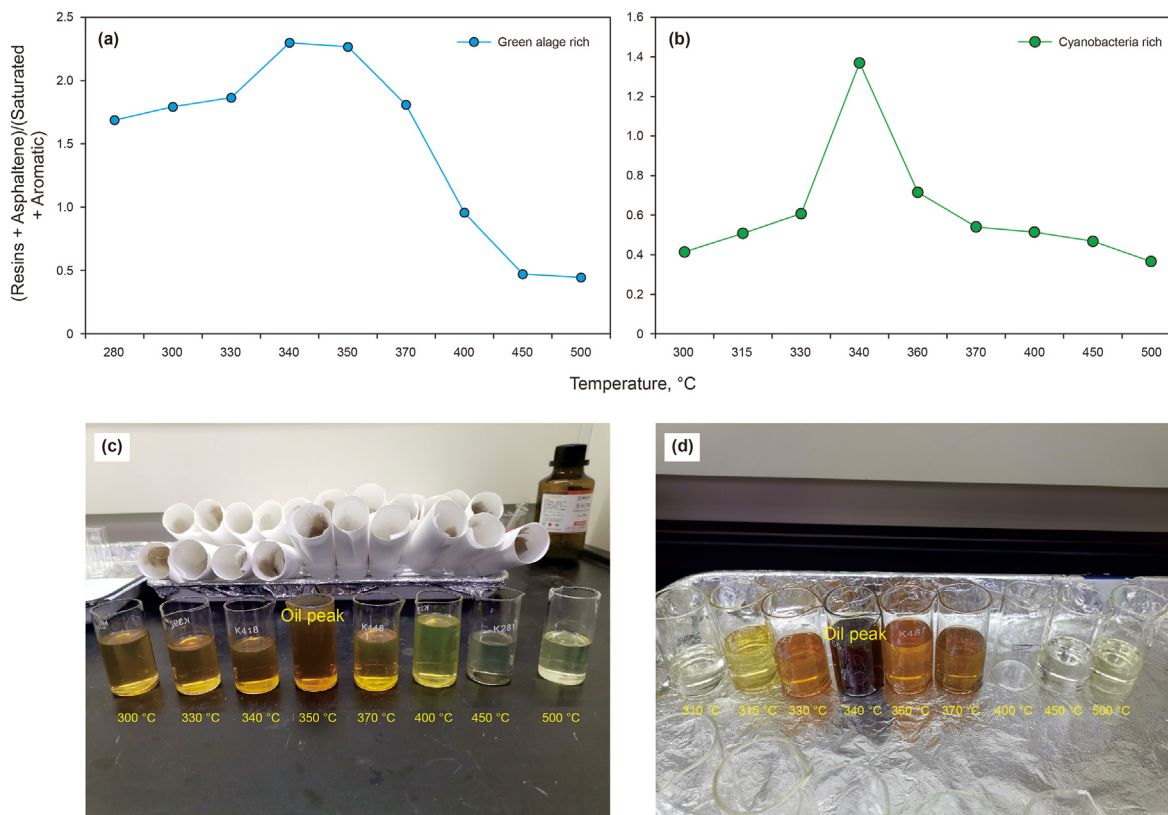 (a)
Green alage rich
2.5
2.0
1.5
1.0
0.5
0
280 300 330 340 350 370 400 450 500
(Resins + Asphaltene)/(Saturated
+ Aromatic)
(b)
Cyanobacteria rich
1.6
1.4
1.2
1.0
0.8
0.6
0.4
0.2
0
300 315 330 340 360 370 400 450 500
Temperature, °C
(c)
Oil peak
K418
K448
K281
300 °C 330 °C 340 °C 350 °C 370 °C 400 °C 450 °C 500 °C
(d)
Oil peak
K487
310 °C 315 °C 330 °C 340 °C 360 °C 370 °C 400 °C 450 °C 500 °C